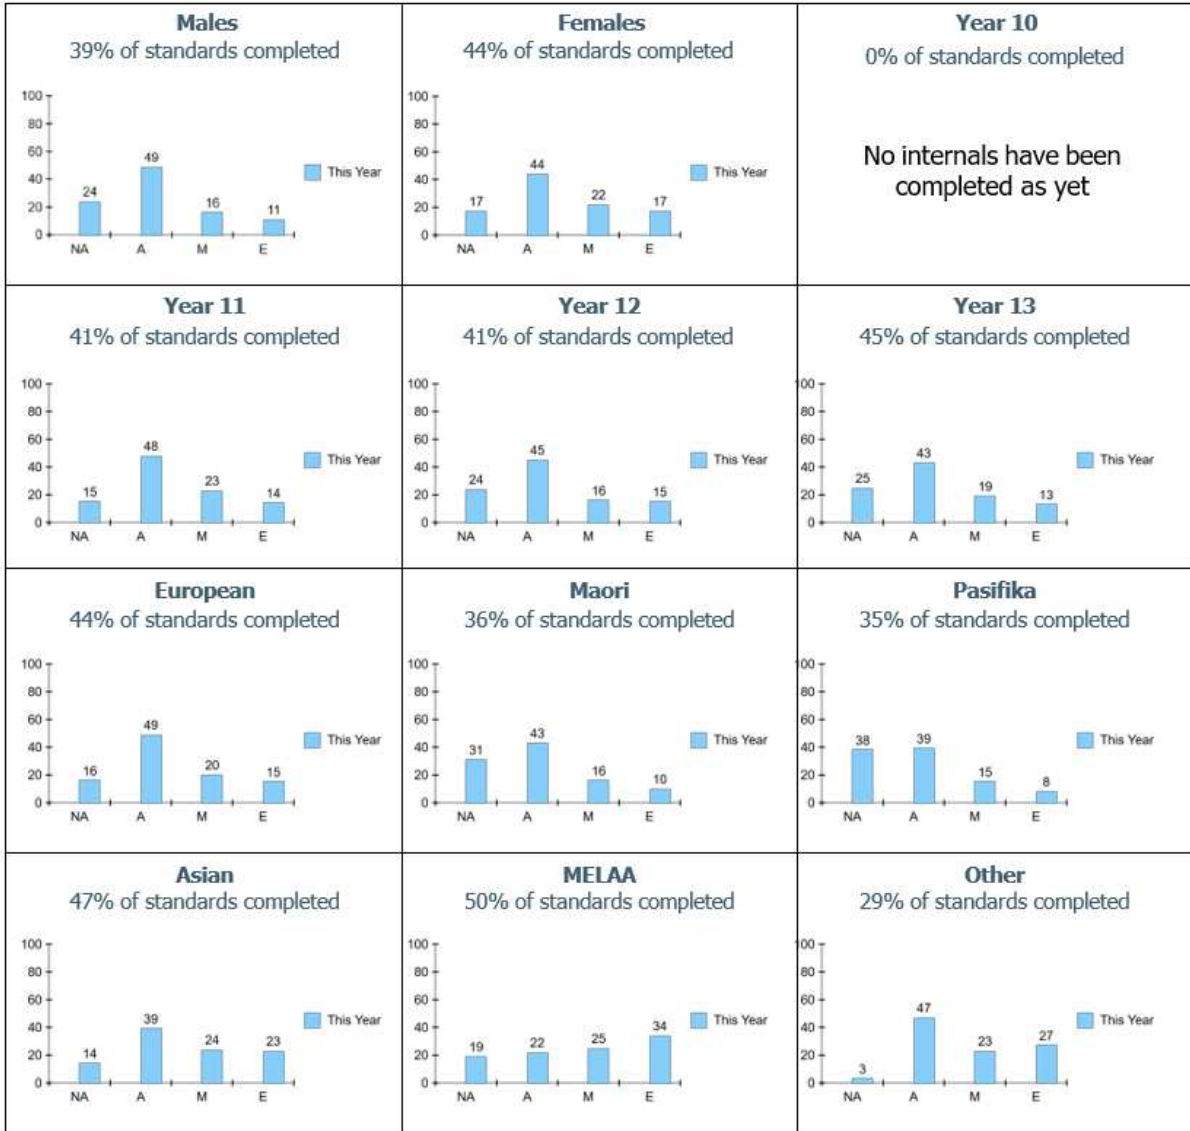 Males
39% of standards completed
100
80
60
40
20
0
24
49
16
11
NA A M E
This Year
Females
44% of standards completed
100
80
60
40
20
0
17
44
22
17
NA A M E
This Year
Year 10
0% of standards completed
No internals have been
completed as yet
Year 11
41% of standards completed
100
80
60
40
20
0
15
48
23
14
NA A M E
This Year
Year 12
41% of standards completed
100
80
60
40
20
0
24
45
16
15
NA A M E
This Year
Year 13
45% of standards completed
100
80
60
40
20
0
25
43
19
13
NA A M E
This Year
European
44% of standards completed
100
80
60
40
20
0
16
49
20
15
NA A M E
This Year
Maori
36% of standards completed
100
80
60
40
20
0
31
43
16
10
NA A M E
This Year
Pasifika
35% of standards completed
100
80
60
40
20
0
38
39
15
8
NA A M E
This Year
Asian
47% of standards completed
100
80
60
40
20
0
14
39
24
23
NA A M E
This Year
MELAA
50% of standards completed
100
80
60
40
20
0
19
22
25
34
NA A M E
This Year
Other
29% of standards completed
100
80
60
40
20
0
3
47
23
27
NA A M E
This Year